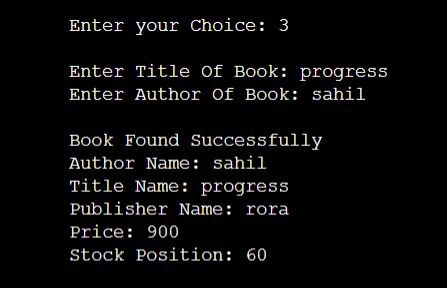 Enter your Choice: 3
Enter Title Of Book: progress
Enter Author Of Book: sahil
Book Found Successfully
Author Name: sahil
Title Name: progress
Publisher Name: rora
Price: 900
Stock Position: 60